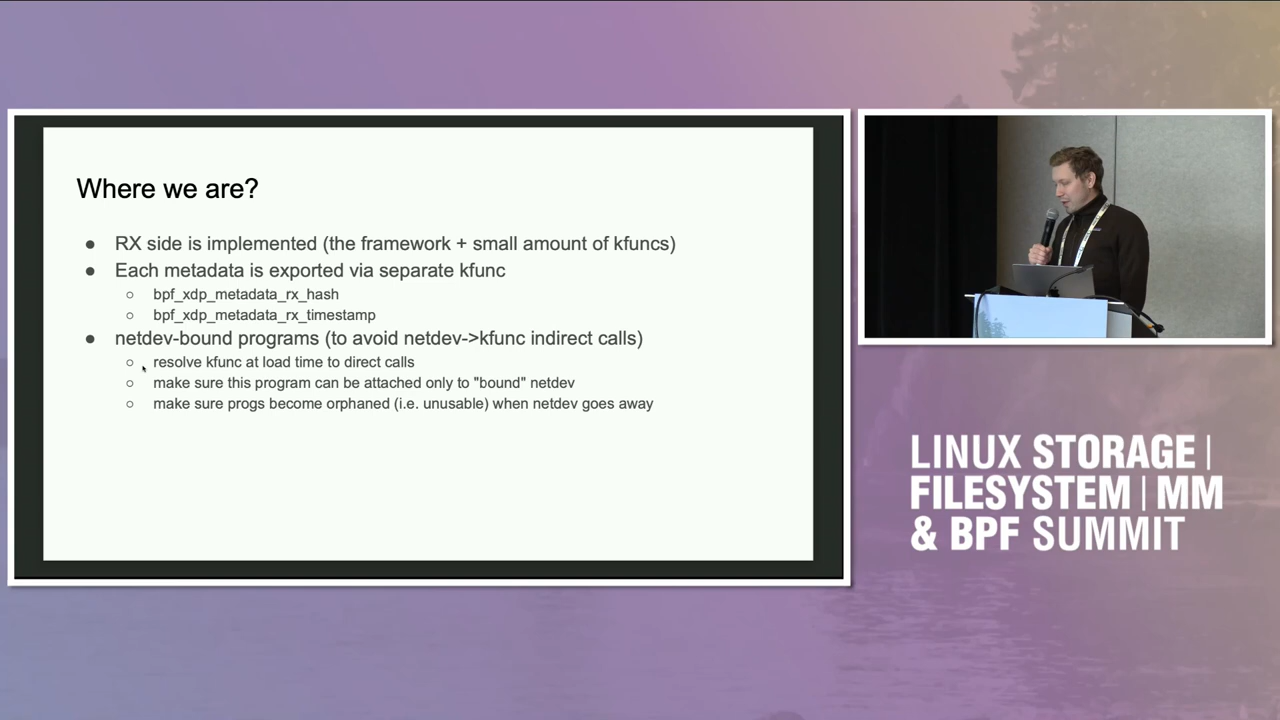 Where we are?
● RX side is implemented (the framework + small amount of kfuncs)
● Each metadata is exported via separate kfunc
○ bpf_xdp_metadata_rx_hash
○ bpf_xdp_metadata_rx_timestamp
● netdev-bound programs (to avoid netdev->kfunc indirect calls)
○ resolve kfunc at load time to direct calls
○ make sure this program can be attached only to "bound" netdev
○ make sure progs become orphaned (i.e. unusable) when netdev goes away
LINUX STORAGE |
FILESYSTEM | MM
& BPF SUMMIT